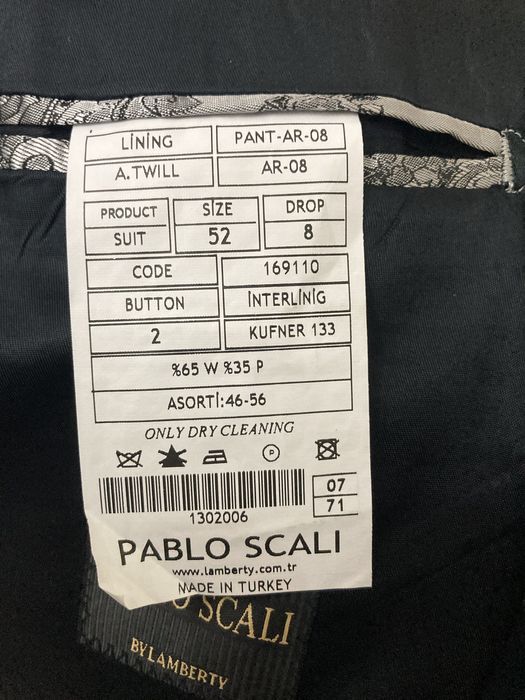 LİNİNG PANT-AR-08
A.TWILL AR-08
PRODUCT SİZE DROP
SUIT 52 8
CODE 169110
BUTTON İNTERLİNİG
2 KUFNER 133
%65 W %35 P
ASORTİ:46-56
ONLY DRY CLEANING
P
07
71
1302006
PABLO SCALI
www.lamberty.com.tr
MADE IN TURKEY
SCALI
BY LAMBERTY